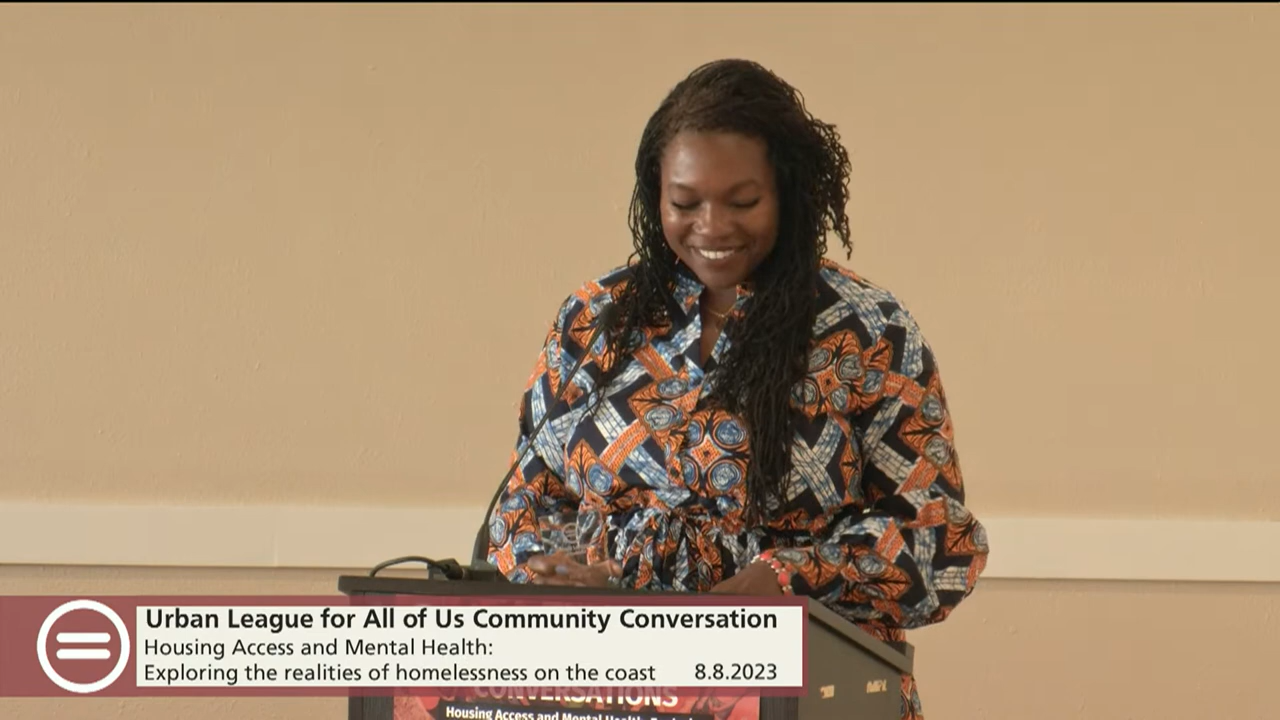 Urban League for All of Us Community Conversation
Housing Access and Mental Health:
Exploring the realities of homelessness on the coast 8.8.2023
CONVERSATIONS
Housing Access and Mental Health: